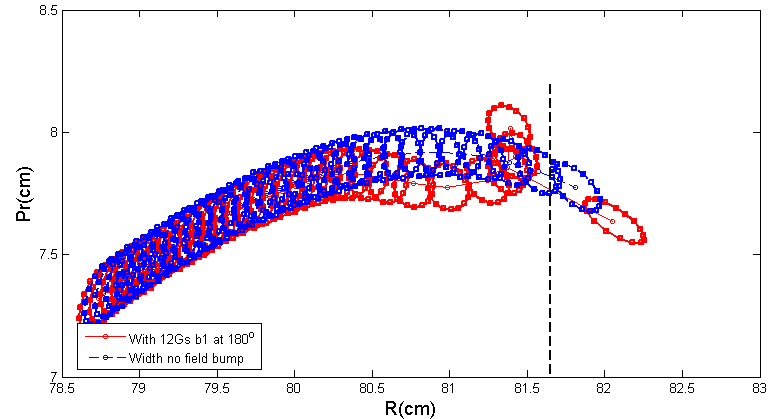 8.5
8
7.5
7
Pr(cm)
With 12Gs b1 at 180º
Width no field bump
78.5 79 79.5 80 80.5 81 81.5 82 82.5 83
R(cm)